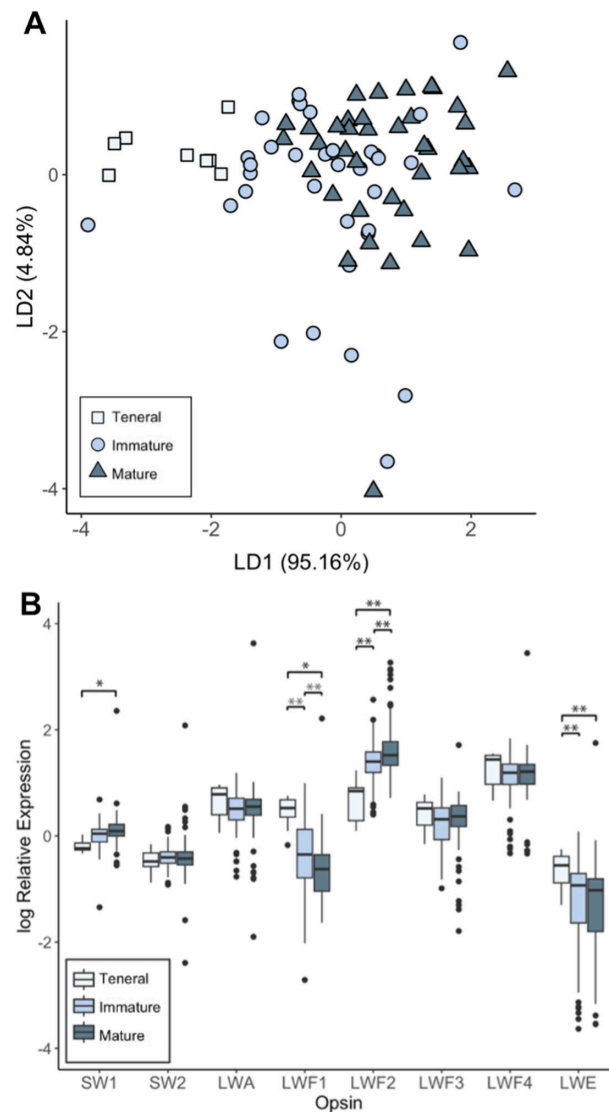 A
LD2 (4.84%)
0
-2
-4
Teneral
Immature
Mature
-4 -2 0 2
LD1 (95.16%)
B
log Relative Expression
4
2
0
-2
-4
*
** ** *
** ** **
** **
Teneral
Immature
Mature
SW1 SW2 LWA LWF1 LWF2 LWF3 LWF4 LWE
Opsin